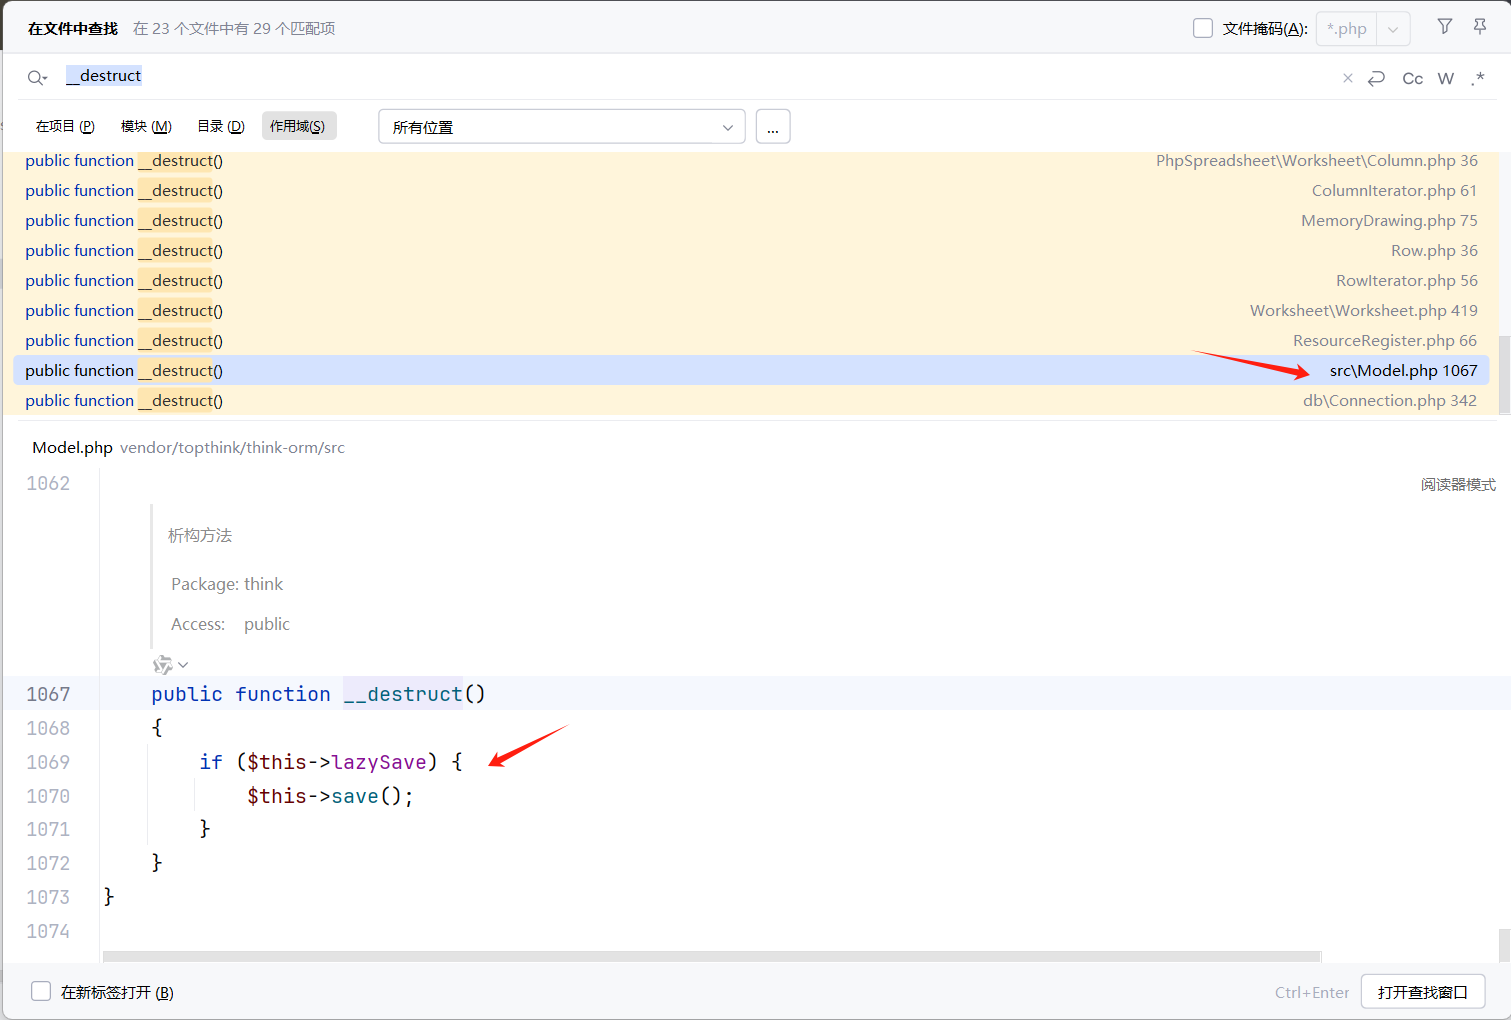 在文件中查找 在 23 个文件中有 29 个匹配项 文件掩码(A): *.php
__destruct × Cc W .*
在项目 (P) 模块 (M) 目录 (D) 作用域(S) 所有位置 ...
public function __destruct() PhpSpreadsheet\Worksheet\Column.php 36
public function __destruct() ColumnIterator.php 61
public function __destruct() MemoryDrawing.php 75
public function __destruct() Row.php 36
public function __destruct() RowIterator.php 56
public function __destruct() Worksheet\Worksheet.php 419
public function __destruct() ResourceRegister.php 66
public function __destruct() src\Model.php 1067
public function __destruct() db\Connection.php 342
Model.php vendor/topthink/think-orm/src
1062 阅读器模式
析构方法
Package: think
Access: public
1067 public function __destruct()
1068 {
1069 if ($this->lazySave) {
1070 $this->save();
1071 }
1072 }
1073 }
1074
在新标签打开 (B) Ctrl+Enter 打开查找窗口